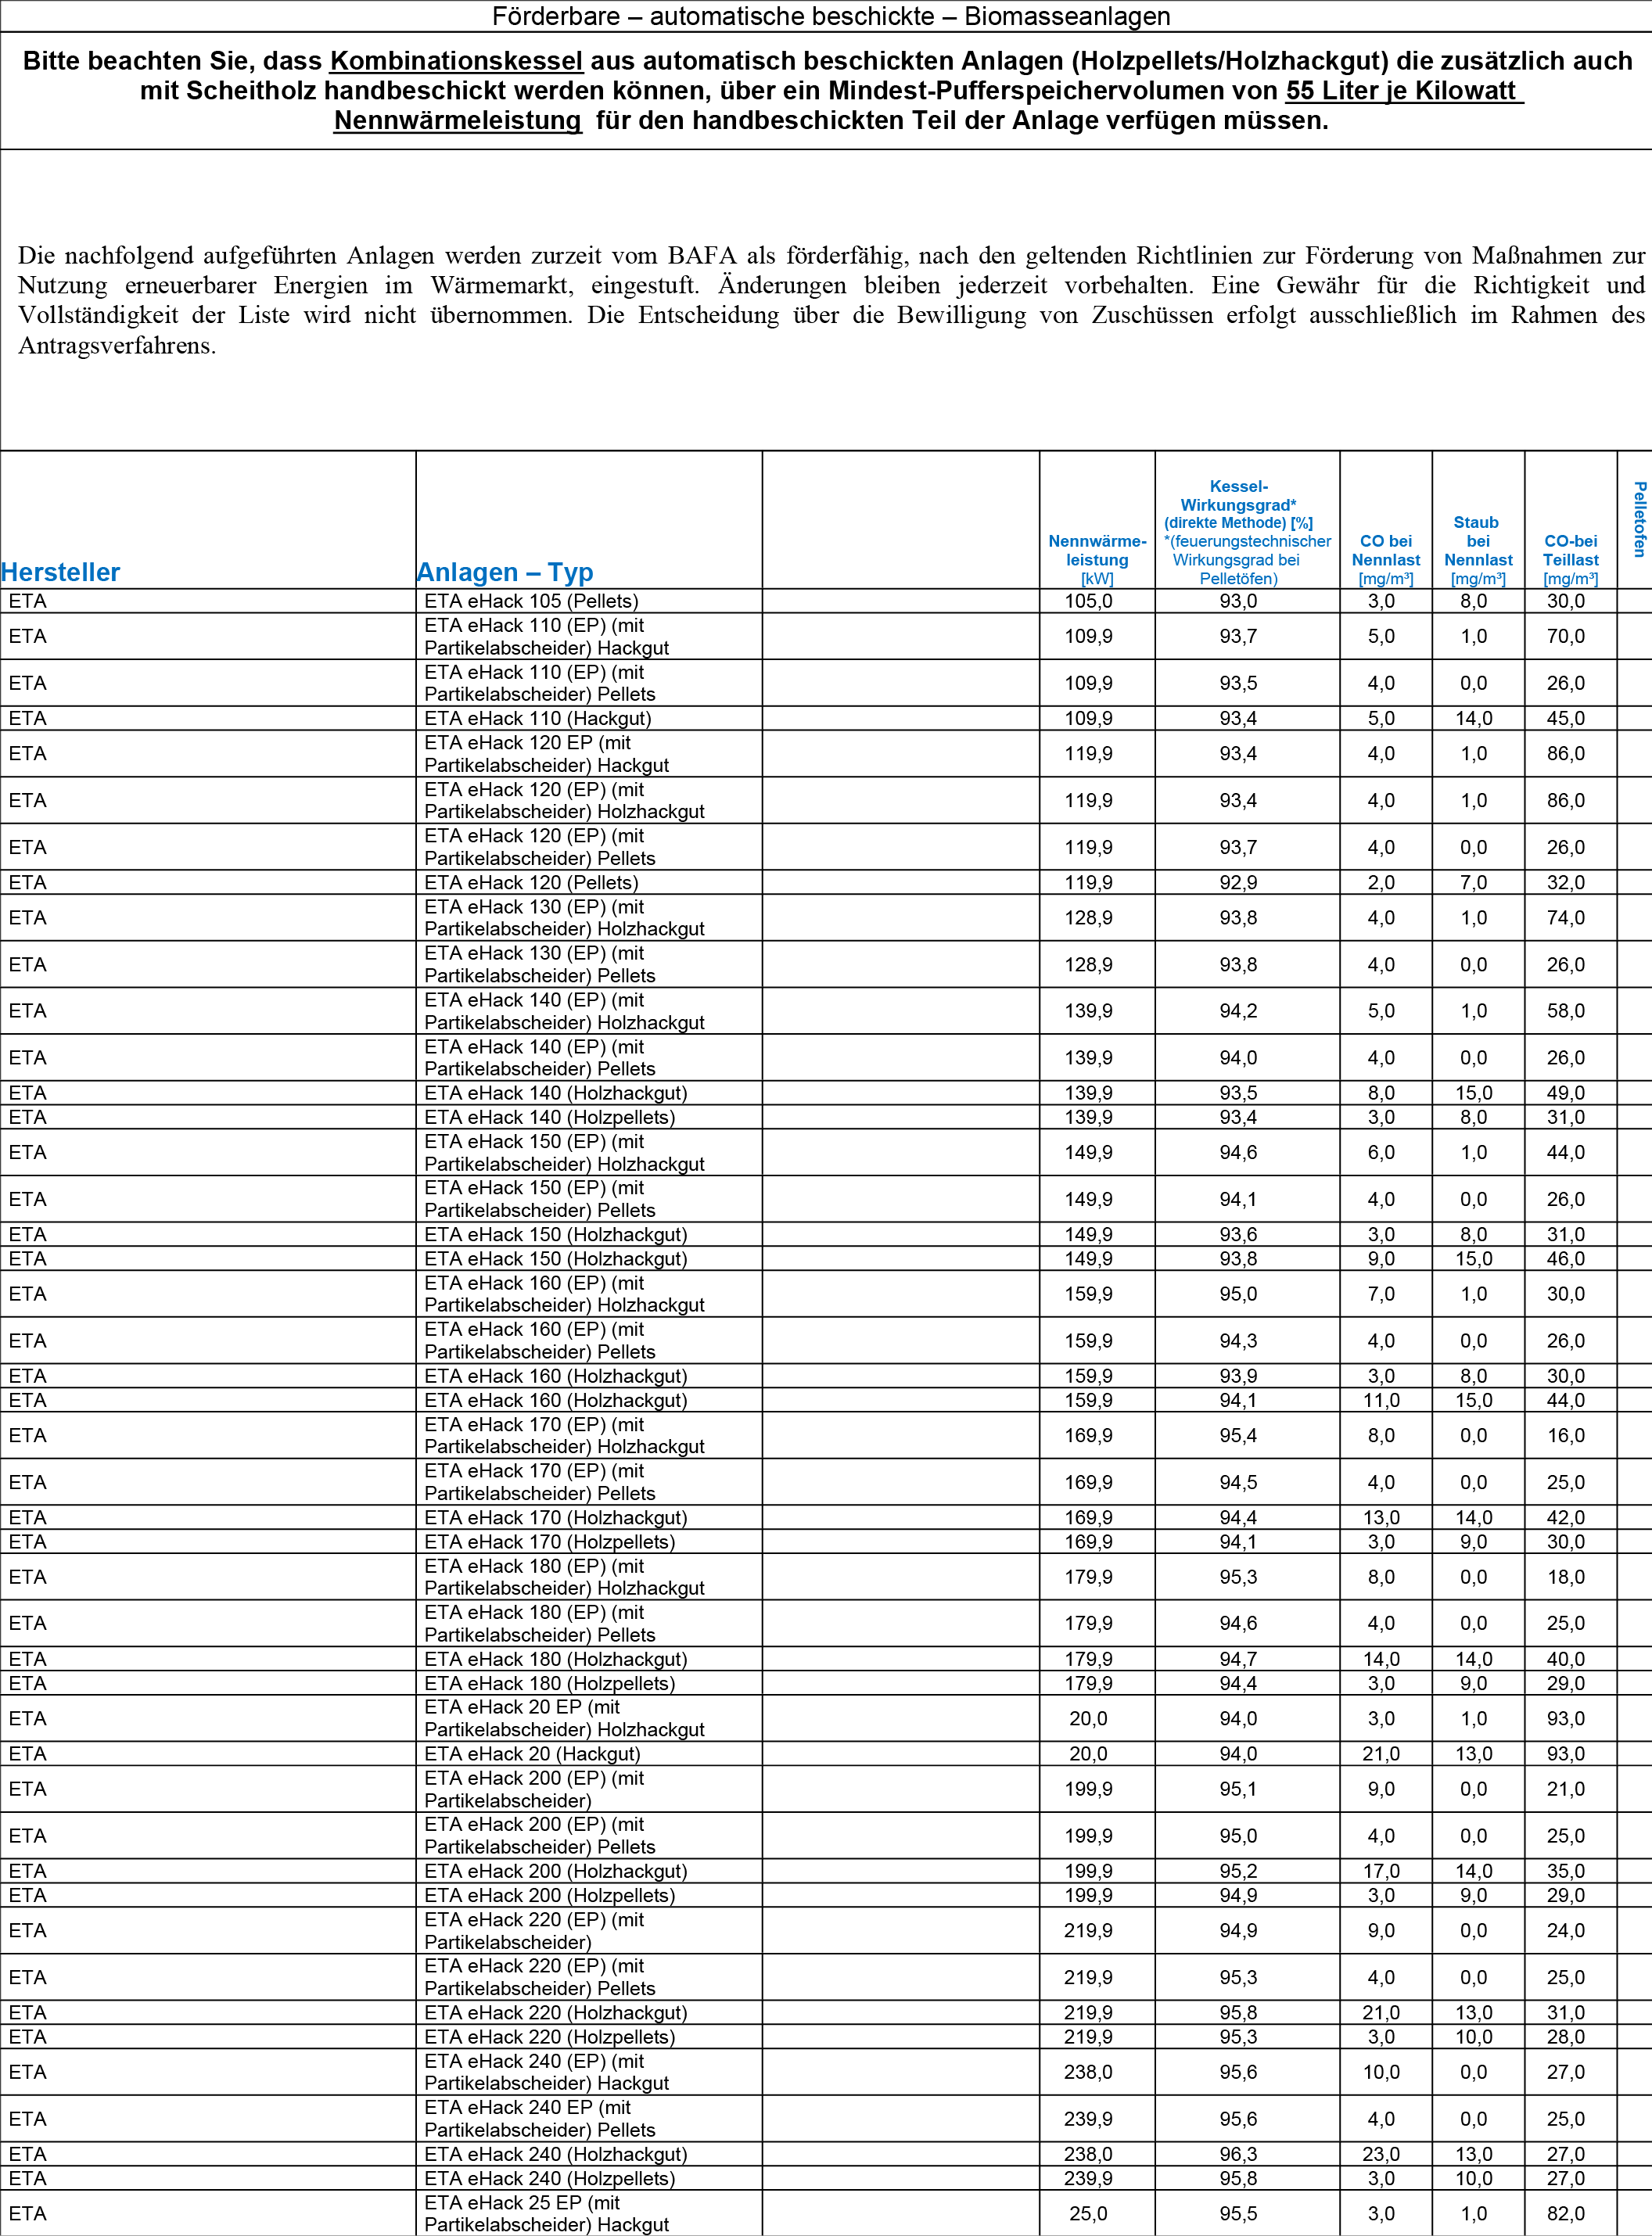 Förderbare – automatische beschickte – Biomasseanlagen
Bitte beachten Sie, dass Kombinationskessel aus automatisch beschickten Anlagen (Holzpellets/Holzhackgut) die zusätzlich auch
mit Scheitholz handbeschickt werden können, über ein Mindest-Pufferspeichervolumen von 55 Liter je Kilowatt
Nennwärmeleistung für den handbeschickten Teil der Anlage verfügen müssen.
Die nachfolgend aufgeführten Anlagen werden zurzeit vom BAFA als förderfähig, nach den geltenden Richtlinien zur Förderung von Maßnahmen zur
Nutzung erneuerbarer Energien im Wärmemarkt, eingestuft. Änderungen bleiben jederzeit vorbehalten. Eine Gewähr für die Richtigkeit und
Vollständigkeit der Liste wird nicht übernommen. Die Entscheidung über die Bewilligung von Zuschüssen erfolgt ausschließlich im Rahmen des
Antragsverfahrens.
Hersteller
Anlagen – Typ
Nennwärme-
leistung
[kW]
Kessel-
Wirkungsgrad*
(direkte Methode) [%]
*(feuerungstechnischer
Wirkungsgrad bei
Pelletöfen)
CO bei
Nennlast
[mg/m³]
Staub
bei
Nennlast
[mg/m³]
CO-bei
Teillast
[mg/m³]
Pelletofen
ETA ETA eHack 105 (Pellets) 105,0 93,0 3,0 8,0 30,0
ETA ETA eHack 110 (EP) (mit
Partikelabscheider) Hackgut 109,9 93,7 5,0 1,0 70,0
ETA ETA eHack 110 (EP) (mit
Partikelabscheider) Pellets 109,9 93,5 4,0 0,0 26,0
ETA ETA eHack 110 (Hackgut) 109,9 93,4 5,0 14,0 45,0
ETA ETA eHack 120 EP (mit
Partikelabscheider) Hackgut 119,9 93,4 4,0 1,0 86,0
ETA ETA eHack 120 (EP) (mit
Partikelabscheider) Holzhackgut 119,9 93,4 4,0 1,0 86,0
ETA ETA eHack 120 (EP) (mit
Partikelabscheider) Pellets 119,9 93,7 4,0 0,0 26,0
ETA ETA eHack 120 (Pellets) 119,9 92,9 2,0 7,0 32,0
ETA ETA eHack 130 (EP) (mit
Partikelabscheider) Holzhackgut 128,9 93,8 4,0 1,0 74,0
ETA ETA eHack 130 (EP) (mit
Partikelabscheider) Pellets 128,9 93,8 4,0 0,0 26,0
ETA ETA eHack 140 (EP) (mit
Partikelabscheider) Holzhackgut 139,9 94,2 5,0 1,0 58,0
ETA ETA eHack 140 (EP) (mit
Partikelabscheider) Pellets 139,9 94,0 4,0 0,0 26,0
ETA ETA eHack 140 (Holzhackgut) 139,9 93,5 8,0 15,0 49,0
ETA ETA eHack 140 (Holzpellets) 139,9 93,4 3,0 8,0 31,0
ETA ETA eHack 150 (EP) (mit
Partikelabscheider) Holzhackgut 149,9 94,6 6,0 1,0 44,0
ETA ETA eHack 150 (EP) (mit
Partikelabscheider) Pellets 149,9 94,1 4,0 0,0 26,0
ETA ETA eHack 150 (Holzhackgut) 149,9 93,6 3,0 8,0 31,0
ETA ETA eHack 150 (Holzhackgut) 149,9 93,8 9,0 15,0 46,0
ETA ETA eHack 160 (EP) (mit
Partikelabscheider) Holzhackgut 159,9 95,0 7,0 1,0 30,0
ETA ETA eHack 160 (EP) (mit
Partikelabscheider) Pellets 159,9 94,3 4,0 0,0 26,0
ETA ETA eHack 160 (Holzhackgut) 159,9 93,9 3,0 8,0 30,0
ETA ETA eHack 160 (Holzhackgut) 159,9 94,1 11,0 15,0 44,0
ETA ETA eHack 170 (EP) (mit
Partikelabscheider) Holzhackgut 169,9 95,4 8,0 0,0 16,0
ETA ETA eHack 170 (EP) (mit
Partikelabscheider) Pellets 169,9 94,5 4,0 0,0 25,0
ETA ETA eHack 170 (Holzhackgut) 169,9 94,4 13,0 14,0 42,0
ETA ETA eHack 170 (Holzpellets) 169,9 94,1 3,0 9,0 30,0
ETA ETA eHack 180 (EP) (mit
Partikelabscheider) Holzhackgut 179,9 95,3 8,0 0,0 18,0
ETA ETA eHack 180 (EP) (mit
Partikelabscheider) Pellets 179,9 94,6 4,0 0,0 25,0
ETA ETA eHack 180 (Holzhackgut) 179,9 94,7 14,0 14,0 40,0
ETA ETA eHack 180 (Holzpellets) 179,9 94,4 3,0 9,0 29,0
ETA ETA eHack 20 EP (mit
Partikelabscheider) Holzhackgut 20,0 94,0 3,0 1,0 93,0
ETA ETA eHack 20 (Hackgut) 20,0 94,0 21,0 13,0 93,0
ETA ETA eHack 200 (EP) (mit
Partikelabscheider) 199,9 95,1 9,0 0,0 21,0
ETA ETA eHack 200 (EP) (mit
Partikelabscheider) Pellets 199,9 95,0 4,0 0,0 25,0
ETA ETA eHack 200 (Holzhackgut) 199,9 95,2 17,0 14,0 35,0
ETA ETA eHack 200 (Holzpellets) 199,9 94,9 3,0 9,0 29,0
ETA ETA eHack 220 (EP) (mit
Partikelabscheider) 219,9 94,9 9,0 0,0 24,0
ETA ETA eHack 220 (EP) (mit
Partikelabscheider) Pellets 219,9 95,3 4,0 0,0 25,0
ETA ETA eHack 220 (Holzhackgut) 219,9 95,8 21,0 13,0 31,0
ETA ETA eHack 220 (Holzpellets) 219,9 95,3 3,0 10,0 28,0
ETA ETA eHack 240 (EP) (mit
Partikelabscheider) Hackgut 238,0 95,6 10,0 0,0 27,0
ETA ETA eHack 240 EP (mit
Partikelabscheider) Pellets 239,9 95,6 4,0 0,0 25,0
ETA ETA eHack 240 (Holzhackgut) 238,0 96,3 23,0 13,0 27,0
ETA ETA eHack 240 (Holzpellets) 239,9 95,8 3,0 10,0 27,0
ETA ETA eHack 25 EP (mit
Partikelabscheider) Hackgut 25,0 95,5 3,0 1,0 82,0